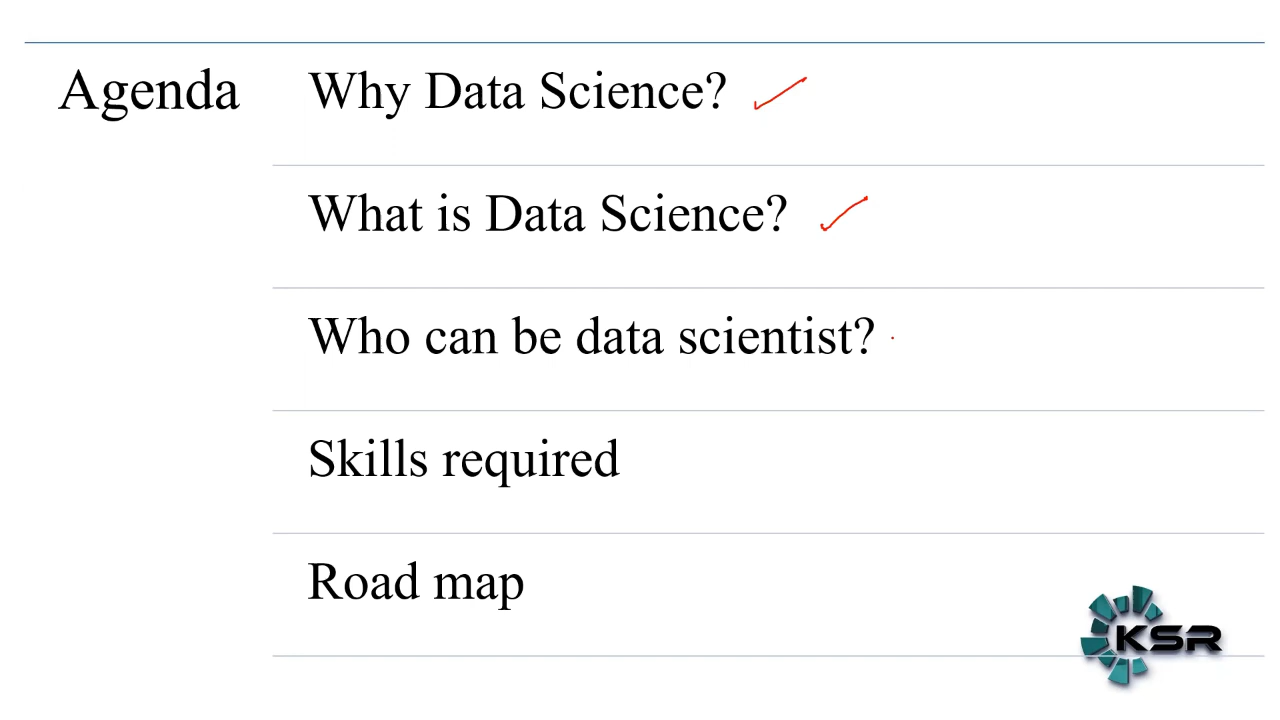 Agenda
Why Data Science?
What is Data Science?
Who can be data scientist?
Skills required
Road map
KSR